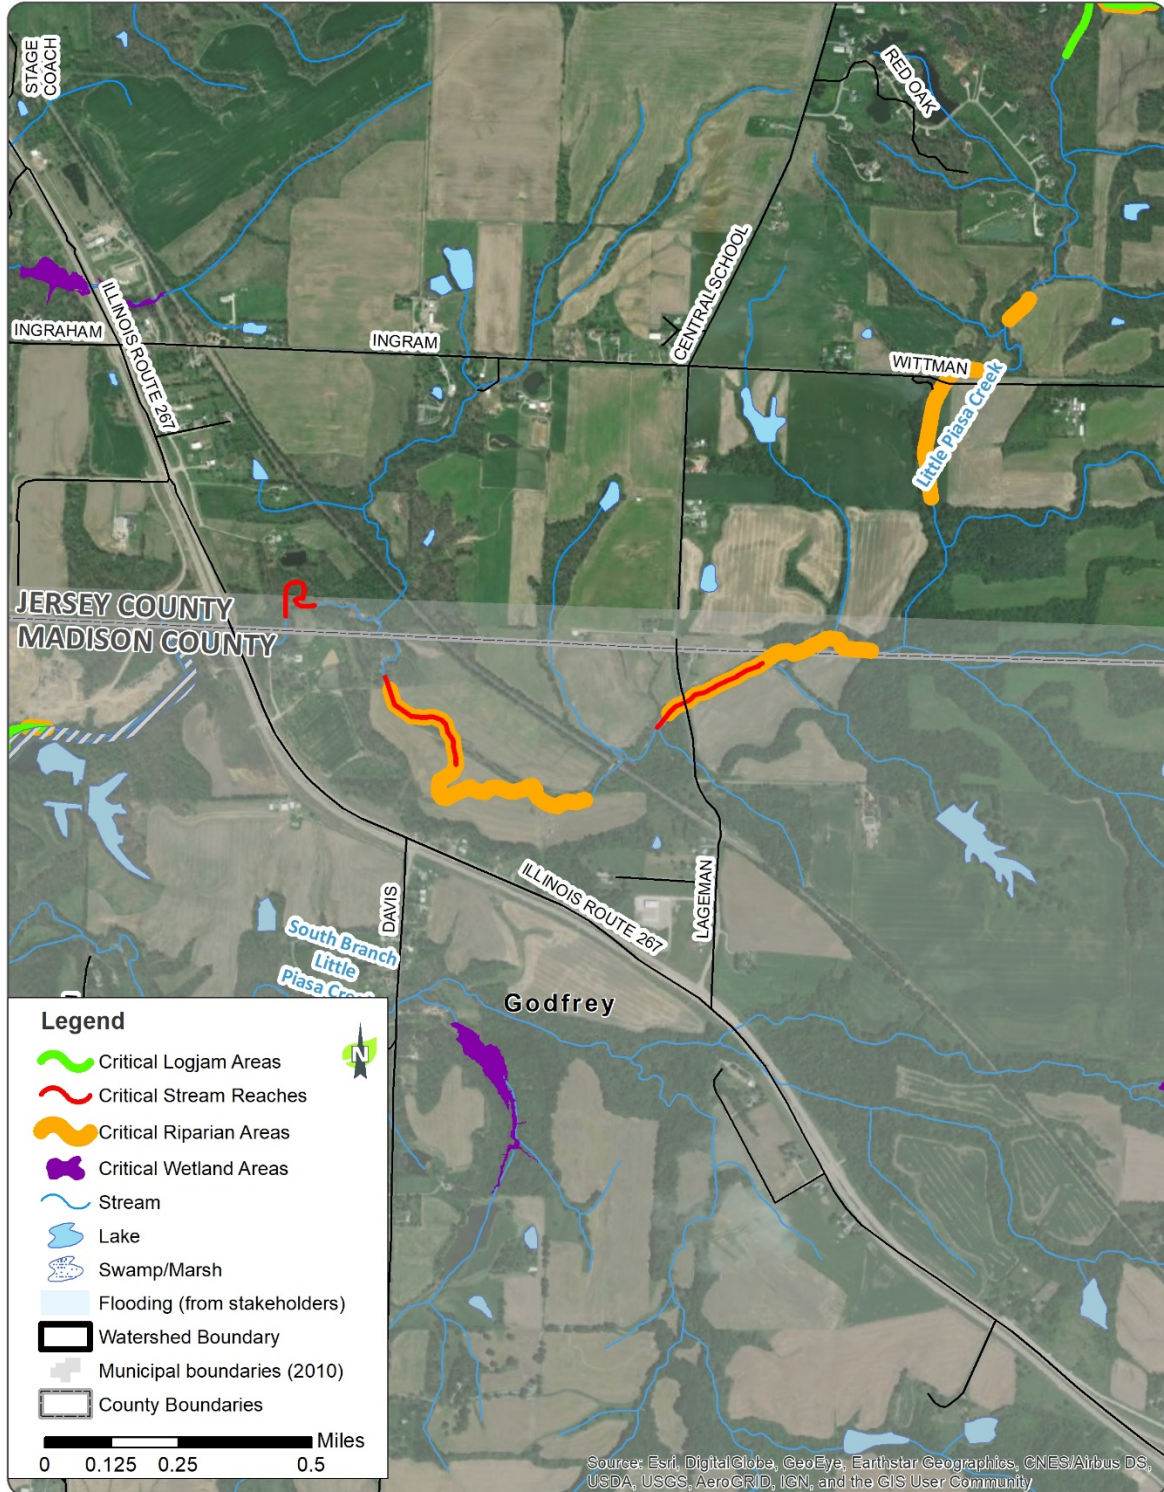 STAGE
COACH
RED OAK
CENTRAL SCHOOL
ILLINOIS ROUTE 267
INGRAHAM
INGRAM
WITTMAN
Little Piasa Creek
JERSEY COUNTY
MADISON COUNTY
DAVIS
ILLINOIS ROUTE 267
LAGEMAN
South Branch
Little
Piasa Creek
Godfrey
Legend
N
Critical Logjam Areas
Critical Stream Reaches
Critical Riparian Areas
Critical Wetland Areas
Stream
Lake
Swamp/Marsh
Flooding (from stakeholders)
Watershed Boundary
Municipal boundaries (2010)
County Boundaries
Miles
0 0.125 0.25 0.5
Source: Esri, DigitalGlobe, GeoEye, Earthstar Geographics, CNES/Airbus DS,
USDA, USGS, AeroGRID, IGN, and the GIS User Community